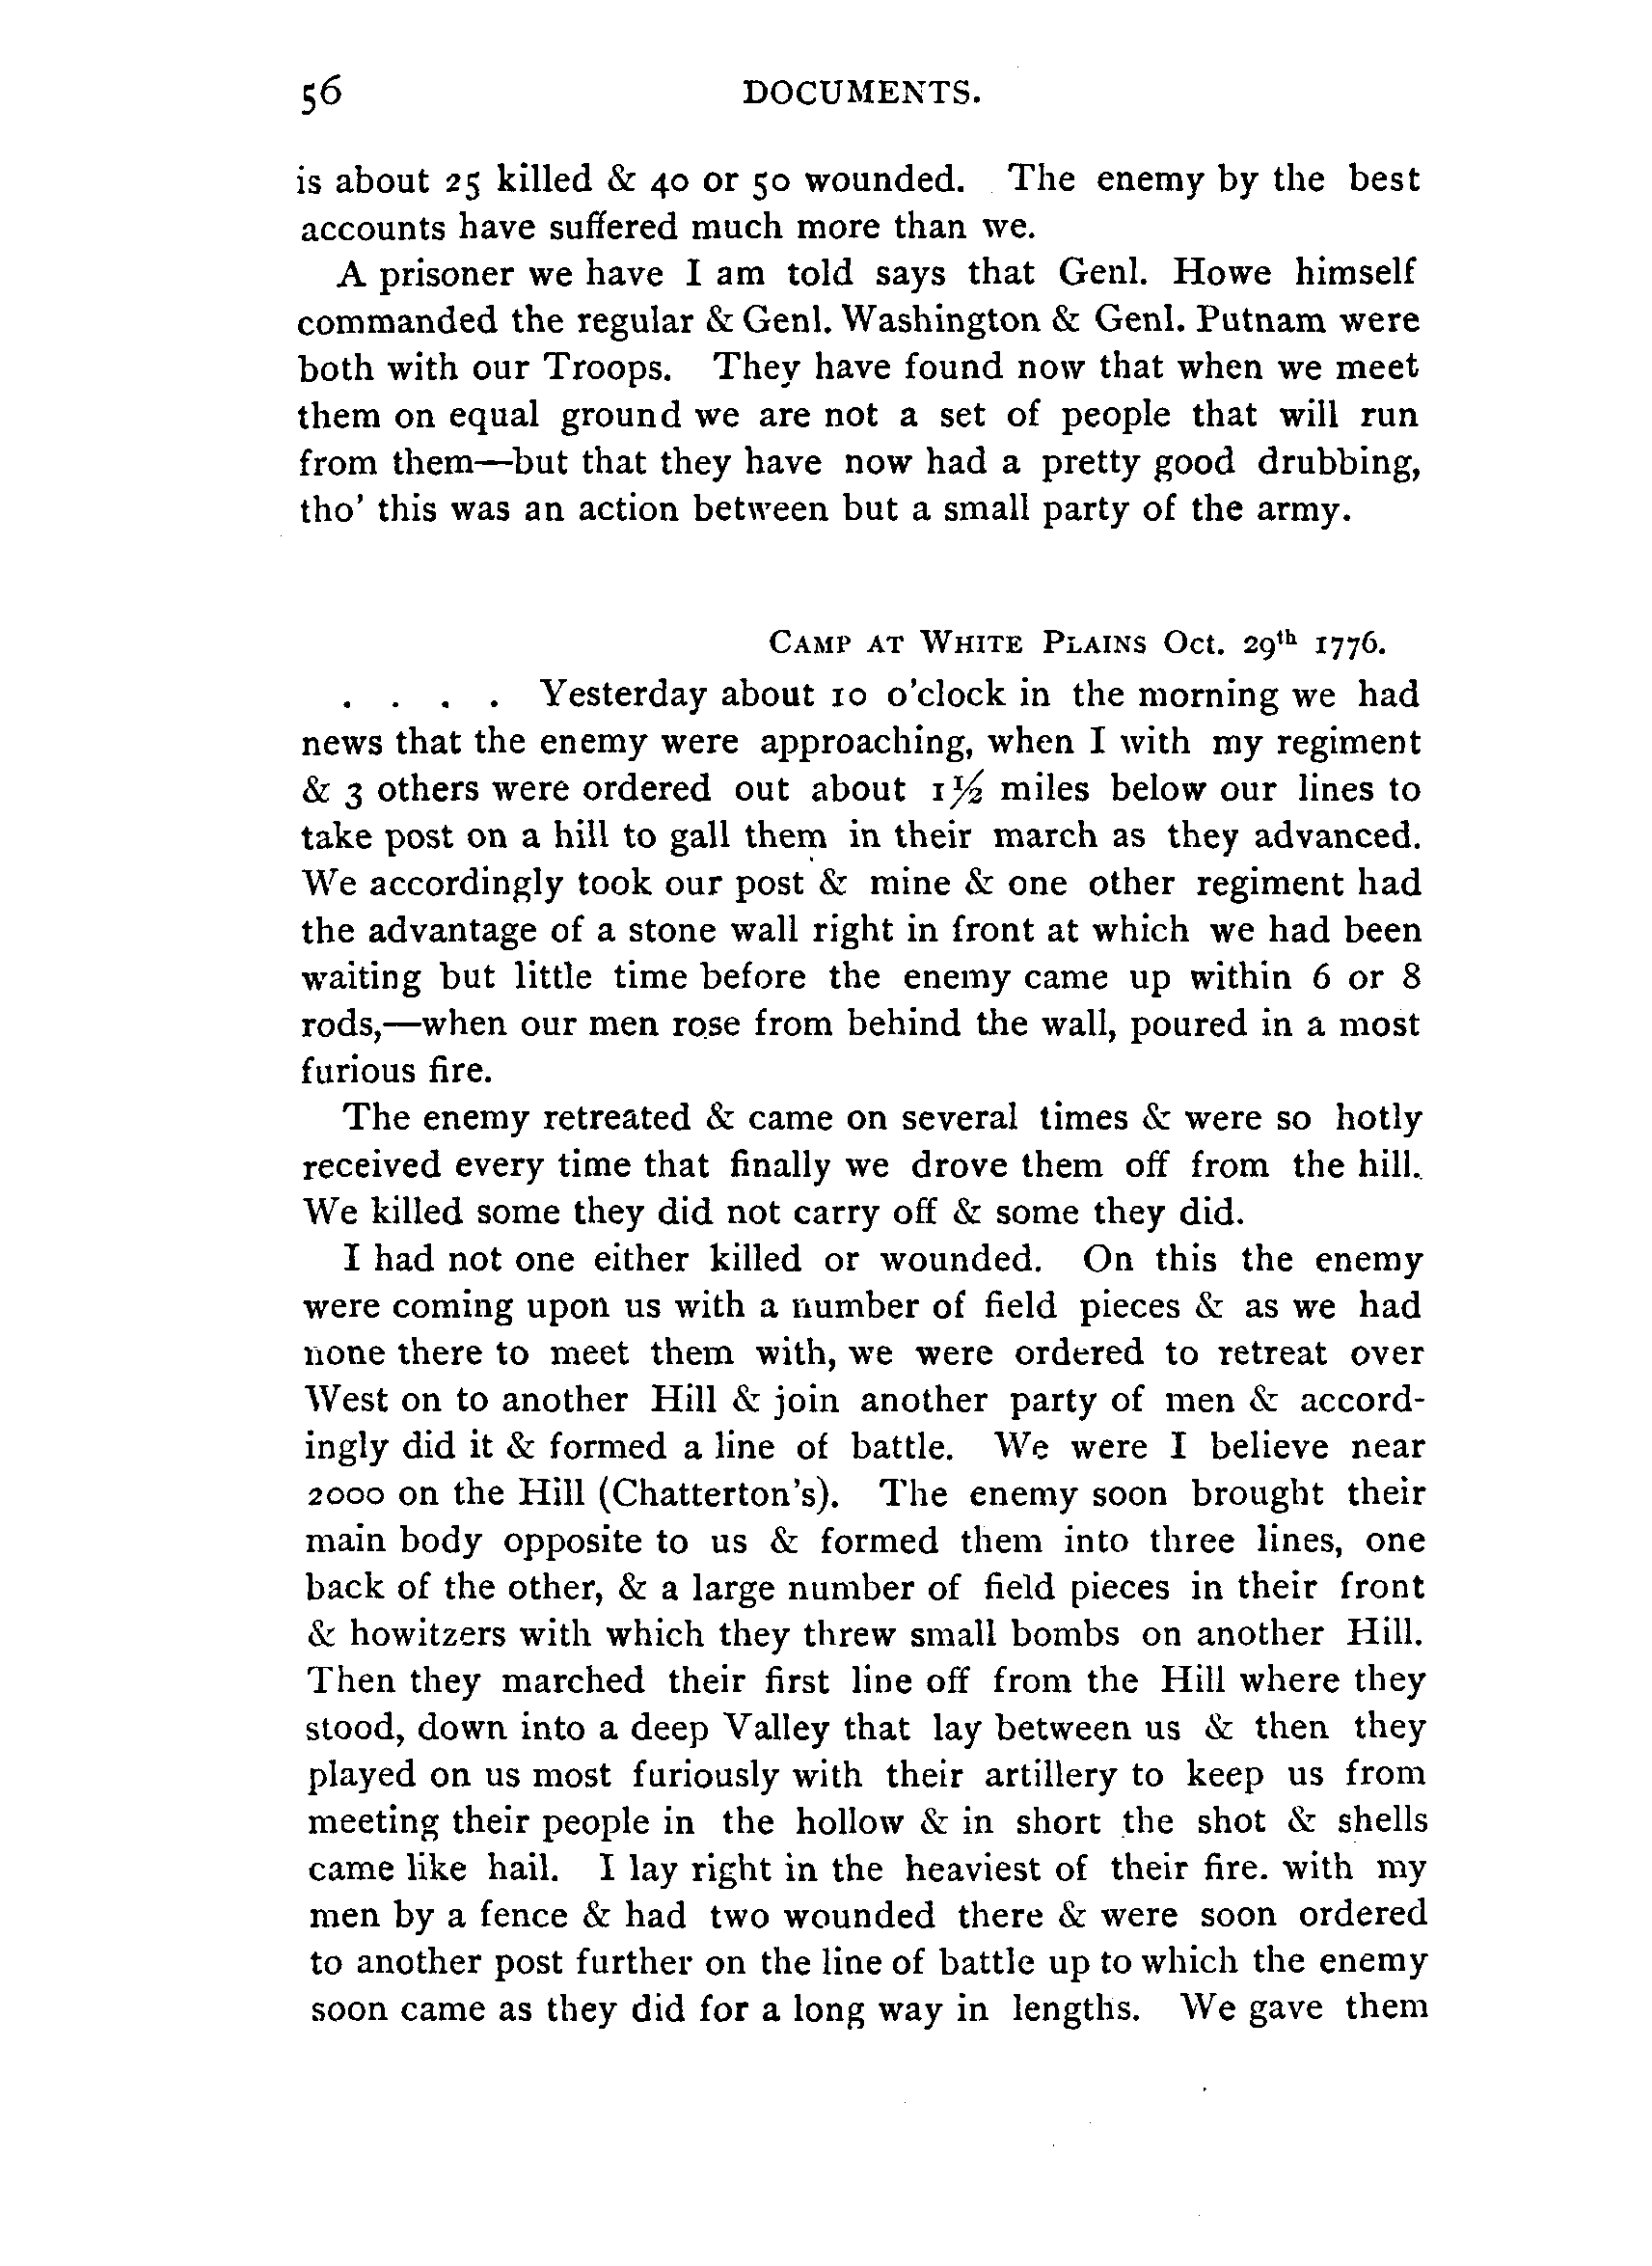 56 DOCUMENTS.
is about 25 killed & 40 or 50 wounded. The enemy by the best
accounts have suffered much more than we.
A prisoner we have I am told says that Genl. Howe himself
commanded the regular & Genl. Washington & Genl. Putnam were
both with our Troops. They have found now that when we meet
them on equal ground we are not a set of people that will run
from them—but that they have now had a pretty good drubbing,
tho' this was an action between but a small party of the army.
CAMP AT WHITE PLAINS Oct. 29th 1776.
. . . . Yesterday about 10 o'clock in the morning we had
news that the enemy were approaching, when I with my regiment
& 3 others were ordered out about 1½ miles below our lines to
take post on a hill to gall them in their march as they advanced.
We accordingly took our post & mine & one other regiment had
the advantage of a stone wall right in front at which we had been
waiting but little time before the enemy came up within 6 or 8
rods,—when our men rose from behind the wall, poured in a most
furious fire.
The enemy retreated & came on several times & were so hotly
received every time that finally we drove them off from the hill.
We killed some they did not carry off & some they did.
I had not one either killed or wounded. On this the enemy
were coming upon us with a number of field pieces & as we had
none there to meet them with, we were ordered to retreat over
West on to another Hill & join another party of men & accord-
ingly did it & formed a line of battle. We were I believe near
2000 on the Hill (Chatterton's). The enemy soon brought their
main body opposite to us & formed them into three lines, one
back of the other, & a large number of field pieces in their front
& howitzers with which they threw small bombs on another Hill.
Then they marched their first line off from the Hill where they
stood, down into a deep Valley that lay between us & then they
played on us most furiously with their artillery to keep us from
meeting their people in the hollow & in short the shot & shells
came like hail. I lay right in the heaviest of their fire. with my
men by a fence & had two wounded there & were soon ordered
to another post further on the line of battle up to which the enemy
soon came as they did for a long way in lengths. We gave them